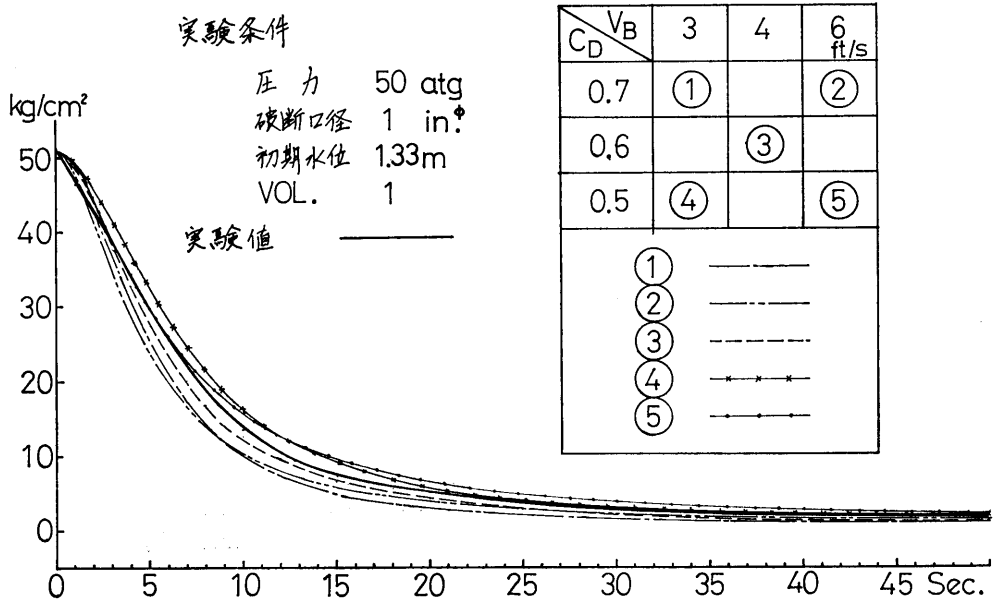 実験条件
圧力 50 atg
破断口径 1 in.φ
初期水位 1.33m
VOL. 1
実験値
kg/cm²
50
40
30
20
10
0
0 5 10 15 20 25 30 35 40 45 Sec.
C_D V_B 3 4 6 ft/s
0.7 ① ②
0.6 ③
0.5 ④ ⑤
①
②
③
④
⑤